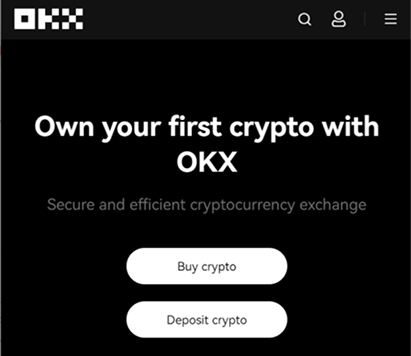 OKX
Own your first crypto with
OKX
Secure and efficient cryptocurrency exchange
Buy crypto
Deposit crypto